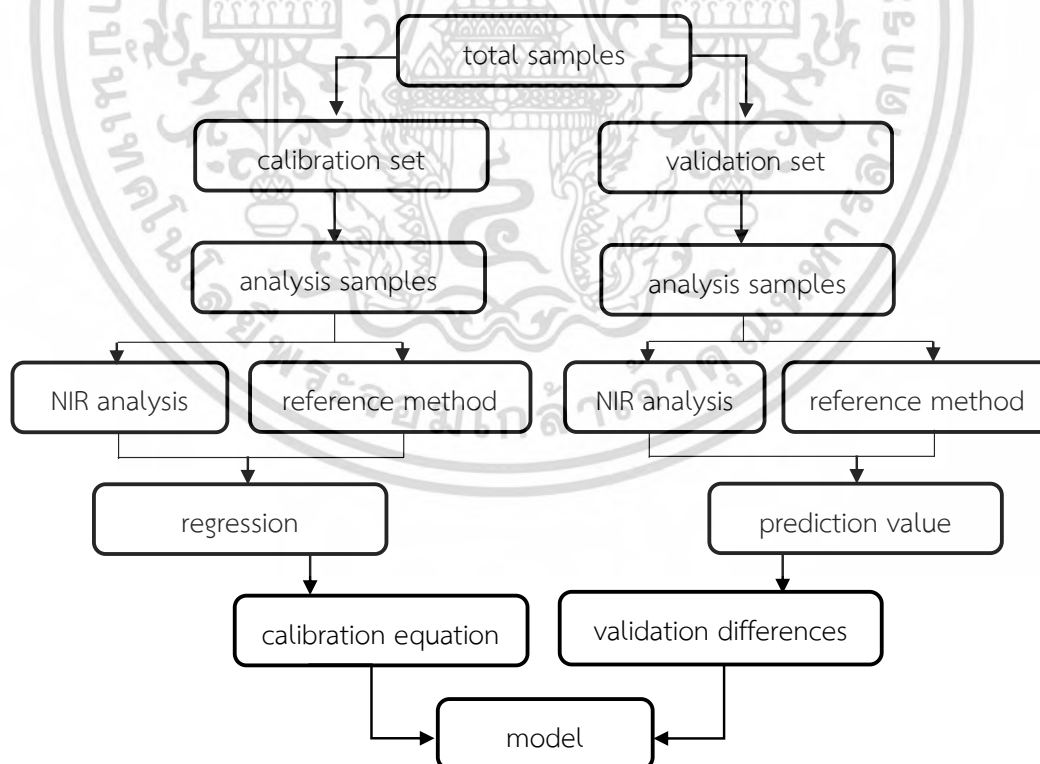 total samples
calibration set
validation set
analysis samples
analysis samples
NIR analysis
reference method
NIR analysis
reference method
regression
prediction value
calibration equation
validation differences
model